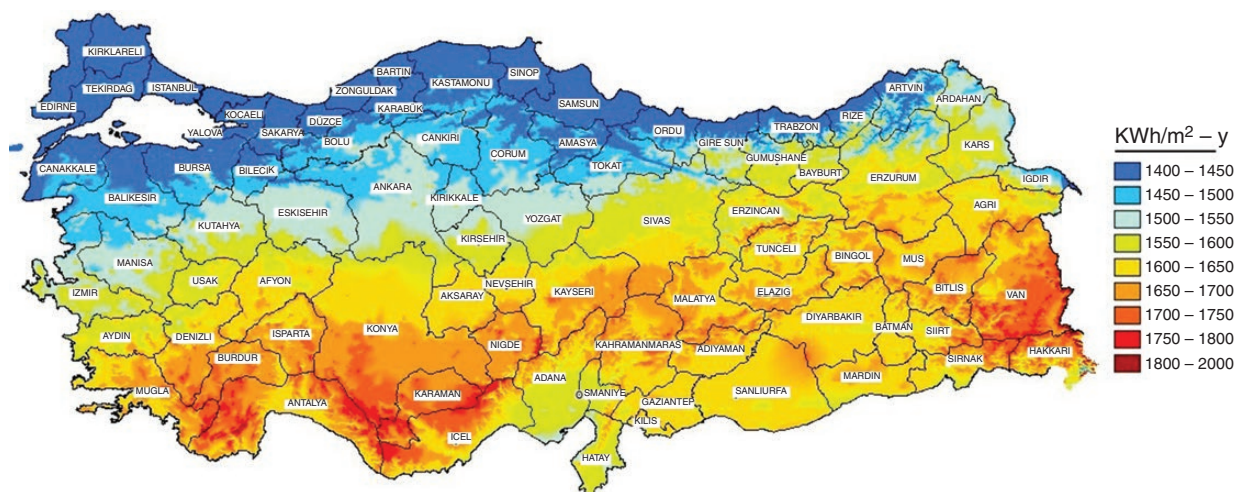 KIRKLARELI
TEKIRDAĞ
ISTANBUL
EDIRNE
KOCAELI
YALOVA
SAKARYA
DÜZCE
ZONGULDAK
BARTIN
KARABÜK
KASTAMONU
SINOP
SAMSUN
BOLU
CANKIRI
CORUM
AMASYA
TOKAT
ORDU
GIRE SUN
TRABZON
RIZE
ARTVIN
ARDAHAN
GUMUSHANE
BAYBURT
ERZURUM
KARS
IGDIR
CANAKKALE
BURSA
BILECIK
BALIKESIR
KUTAHYA
ESKISEHIR
ANKARA
KIRIKKALE
KIRŞEHIR
YOZGAT
SIVAS
ERZINCAN
TUNCELI
BINGOL
MUS
AGRI
MANISA
IZMIR
USAK
AFYON
AKSARAY
NEVŞEHIR
KAYSERI
MALATYA
ELAZIG
BITLIS
VAN
AYDIN
DENIZLI
ISPARTA
BURDUR
KONYA
NIGDE
KAHRAMANMARAS
ADIYAMAN
DIYARBAKIR
BATMAN
SIIRT
SIRNAK
HAKKARI
MUGLA
ANTALYA
KARAMAN
ICEL
ADANA
SMANIYE
GAZIANTEP
KILIS
HATAY
SANLIURFA
MARDIN
KWh/m² – y
1400 – 1450
1450 – 1500
1500 – 1550
1550 – 1600
1600 – 1650
1650 – 1700
1700 – 1750
1750 – 1800
1800 – 2000